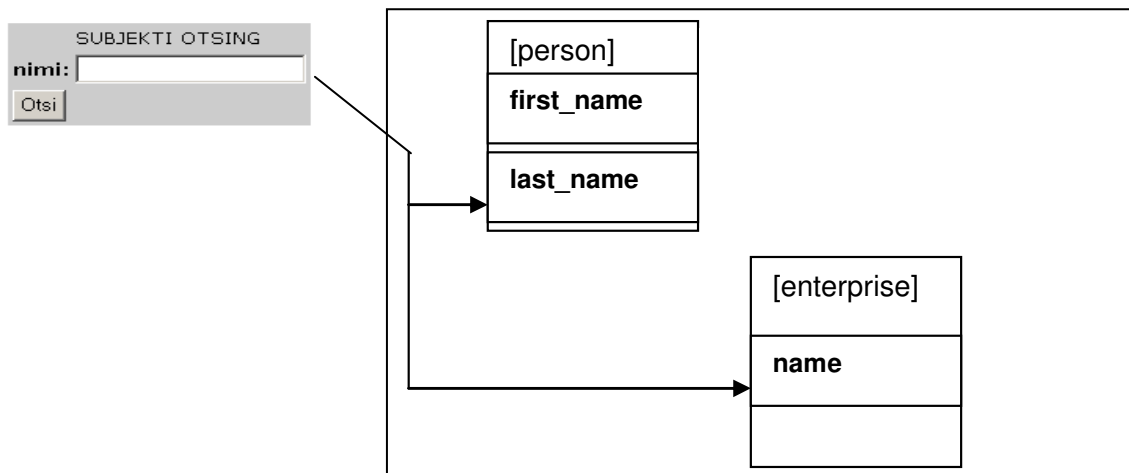 SUBJEKTI OTSING
nimi:
Otsi
[person]
first_name
last_name
[enterprise]
name